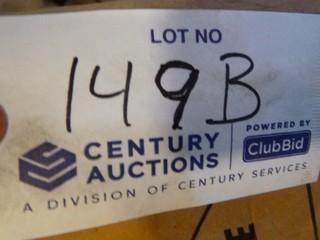 LOT NO
149B
CENTURY
AUCTIONS
A DIVISION OF CENTURY SERVICES
POWERED BY
ClubBid